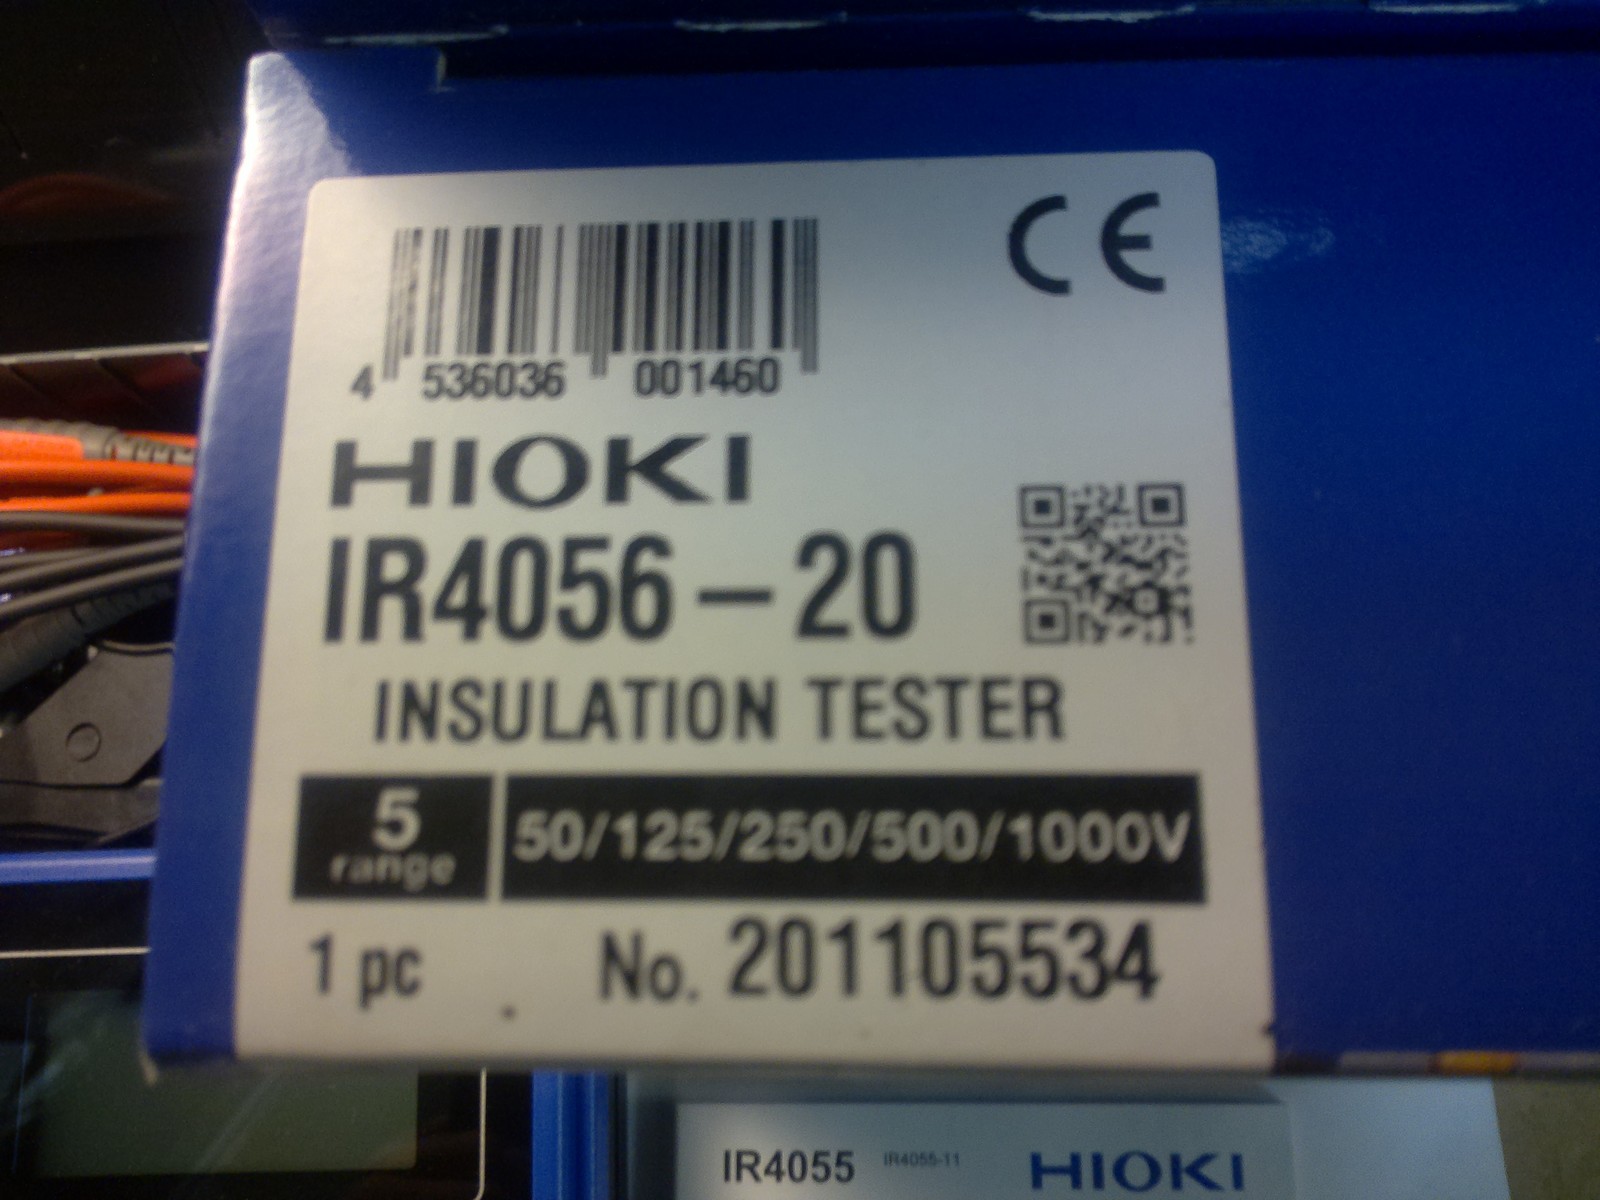 CE
4 536036 001460
HIOKI
IR4056-20
INSULATION TESTER
5 range
50/125/250/500/1000V
1 pc No. 201105534
IR4055 IR4055-11 HIOKI